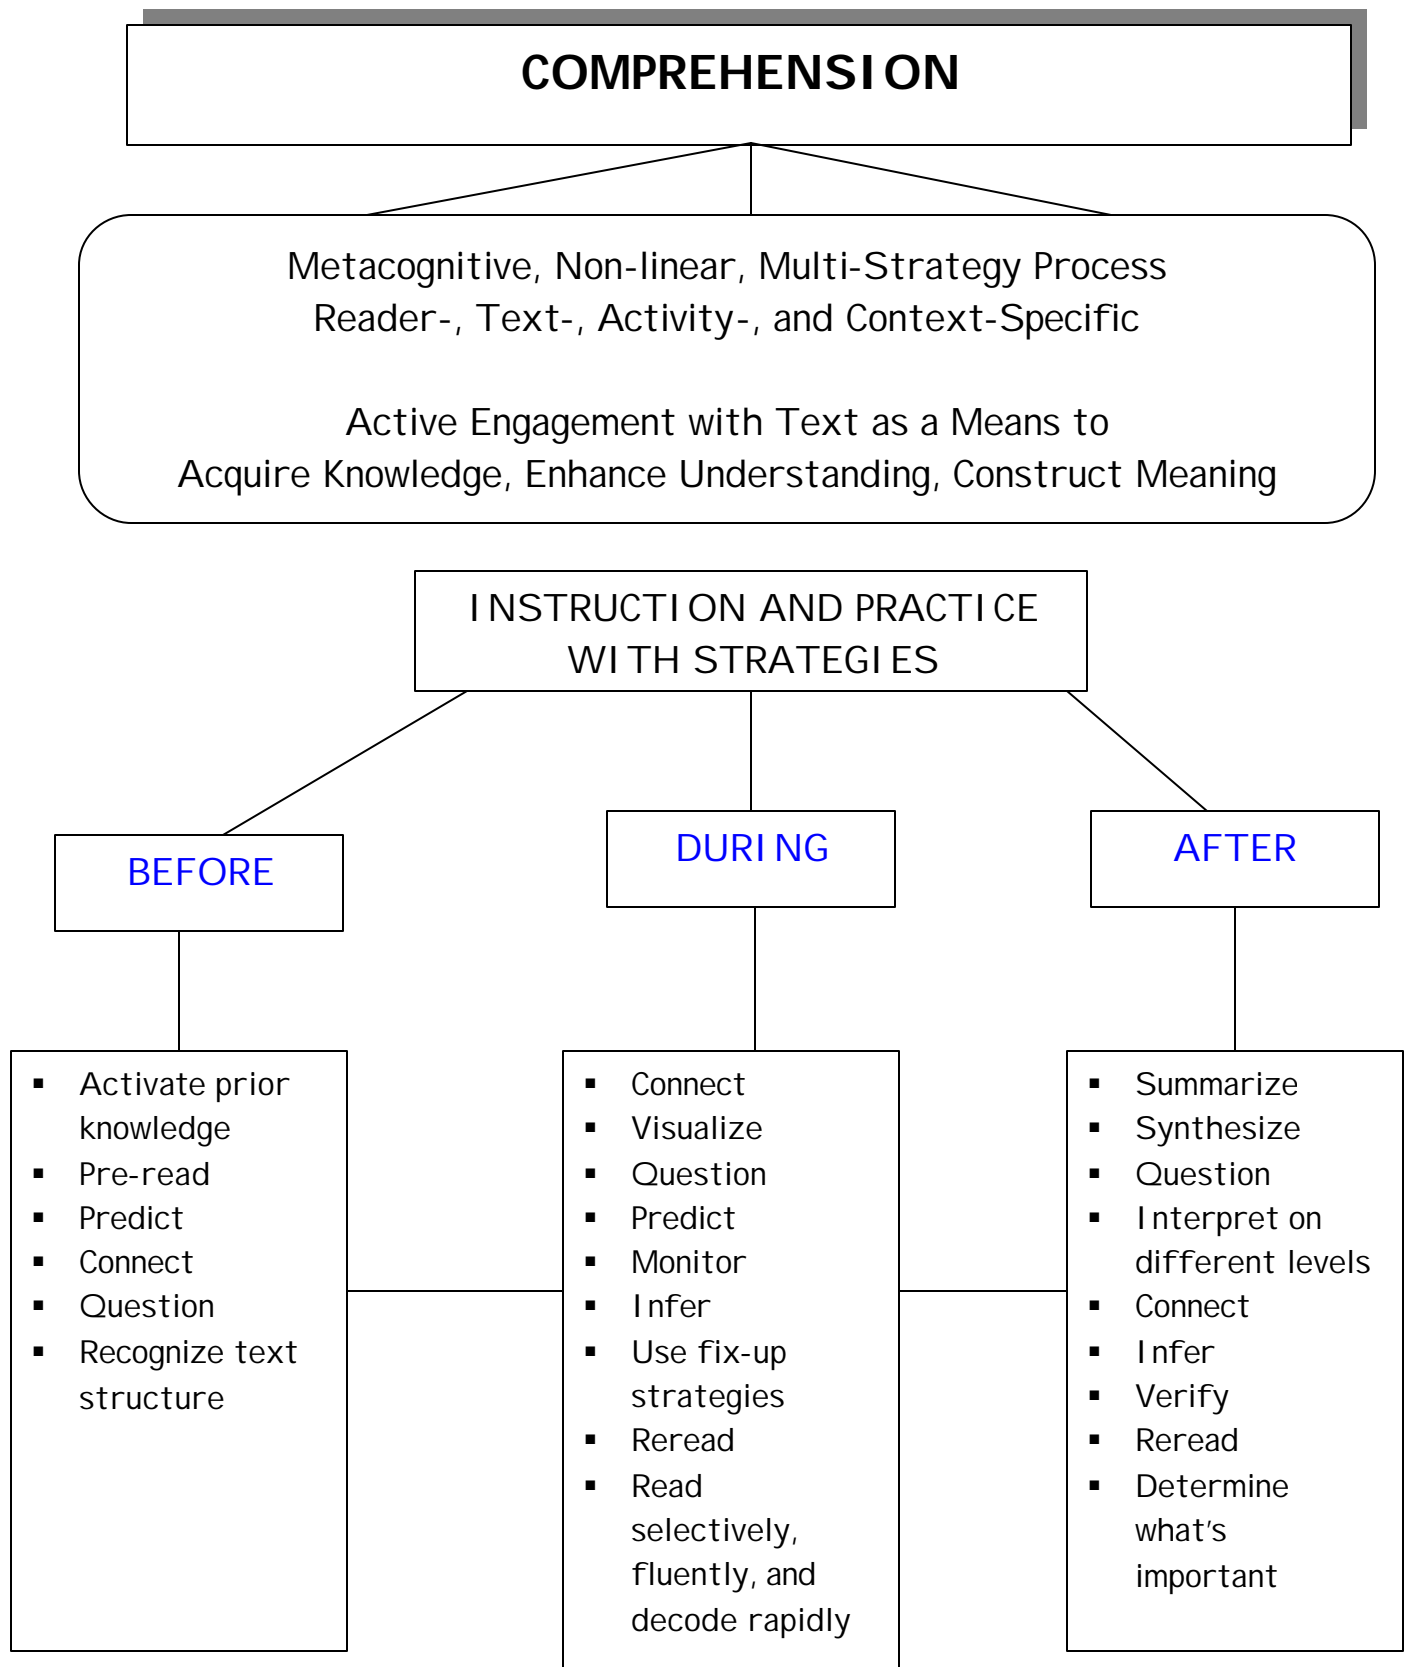 COMPREHENSION
Metacognitive, Non-linear, Multi-Strategy Process
Reader-, Text-, Activity-, and Context-Specific
Active Engagement with Text as a Means to
Acquire Knowledge, Enhance Understanding, Construct Meaning
INSTRUCTION AND PRACTICE
WITH STRATEGIES
BEFORE
DURING
AFTER
▪ Activate prior
knowledge
▪ Pre-read
▪ Predict
▪ Connect
▪ Question
▪ Recognize text
structure
▪ Connect
▪ Visualize
▪ Question
▪ Predict
▪ Monitor
▪ Infer
▪ Use fix-up
strategies
▪ Reread
▪ Read
selectively,
fluently, and
decode rapidly
▪ Summarize
▪ Synthesize
▪ Question
▪ Interpret on
different levels
▪ Connect
▪ Infer
▪ Verify
▪ Reread
▪ Determine
what's
important